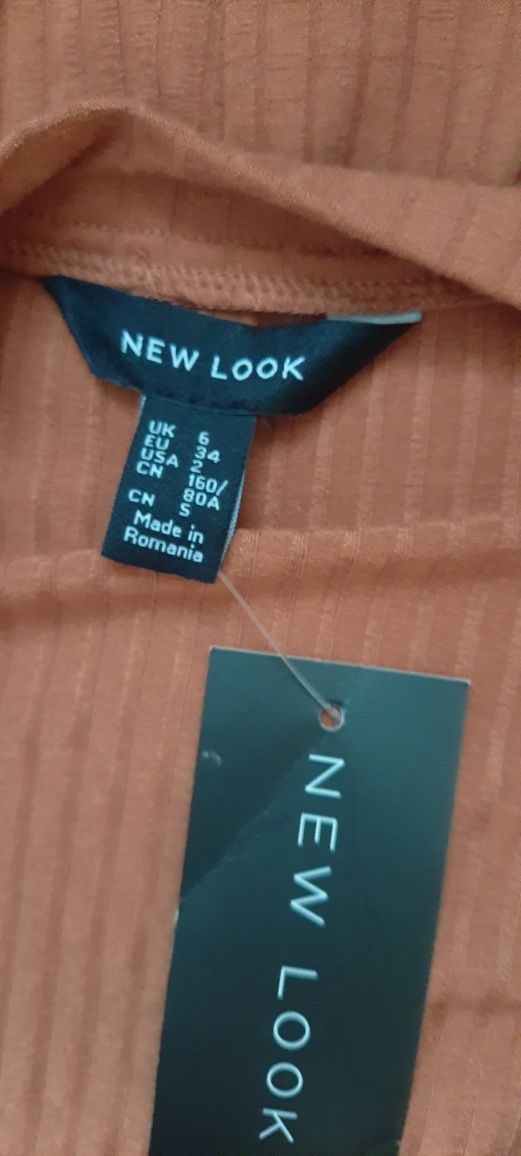 NEW LOOK
UK 6
EU 34
USA 2
CN 160/
80A
CN S
Made in
Romania
NEW LOOK